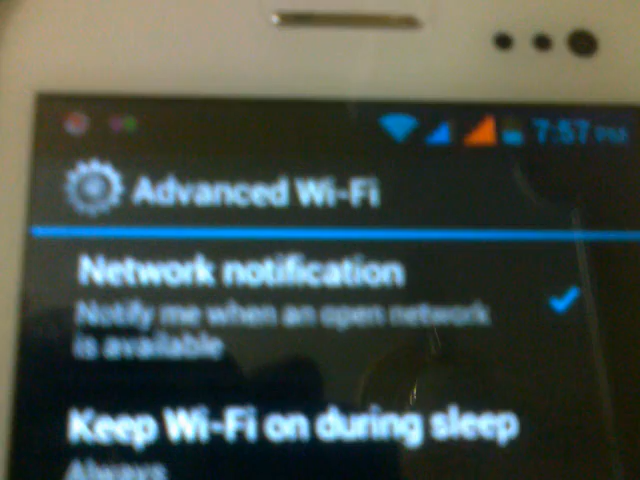 7:57 PM
Advanced Wi-Fi
Network notification
Notify me when an open network
is available
Keep Wi-Fi on during sleep
Always